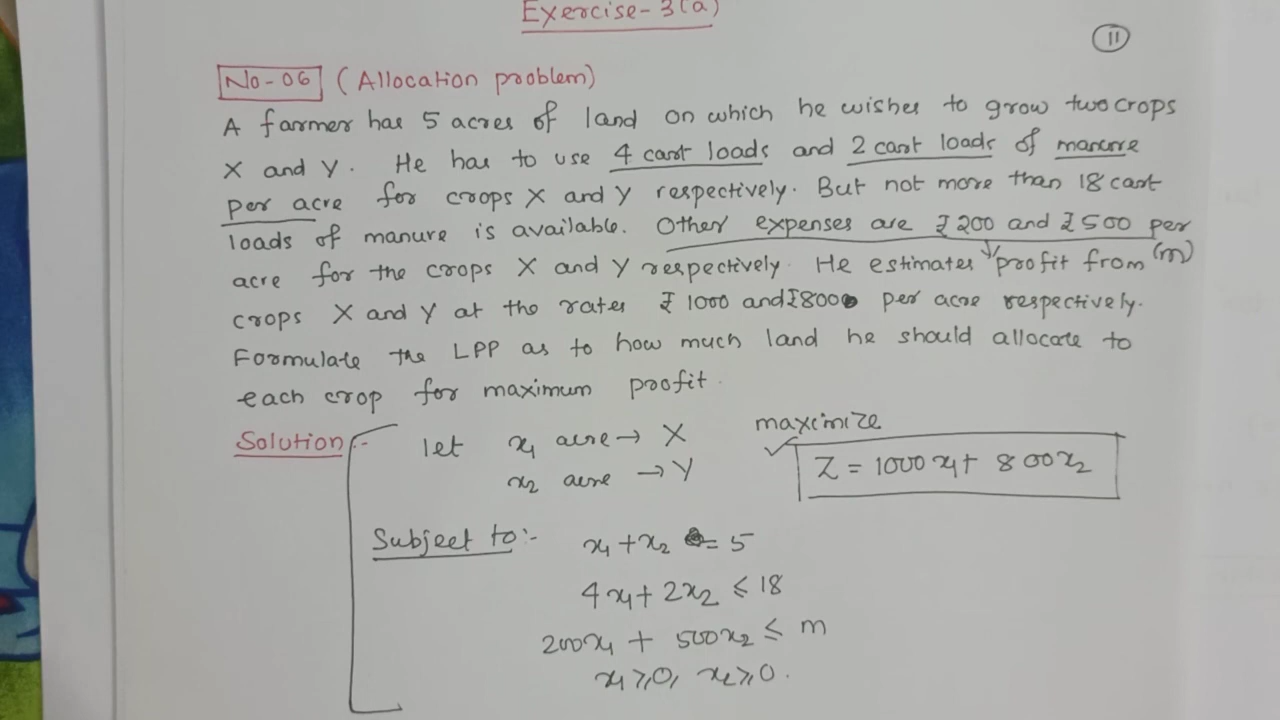 Exercise-3(a)
11
No-06 (Allocation problem)
A farmer has 5 acres of land on which he wishes to grow two crops
X and Y. He has to use 4 cart loads and 2 cart loads of manure
per acre for crops X and Y respectively. But not more than 18 cart
loads of manure is available. Other expenses are ₹200 and ₹500 per
acre for the crops X and Y respectively. He estimates profit from (m)
crops X and Y at the rates ₹1000 and ₹800 per acre respectively.
Formulate the LPP as to how much land he should allocate to
each crop for maximum profit.
Solution:-
let x₁ acre → X
x₂ acre → Y
maximize
Z = 1000x₁ + 800x₂
Subject to:- x₁ + x₂ = 5
4x₁ + 2x₂ ≤ 18
200x₁ + 500x₂ ≤ m
x₁ ≥ 0, x₂ ≥ 0.